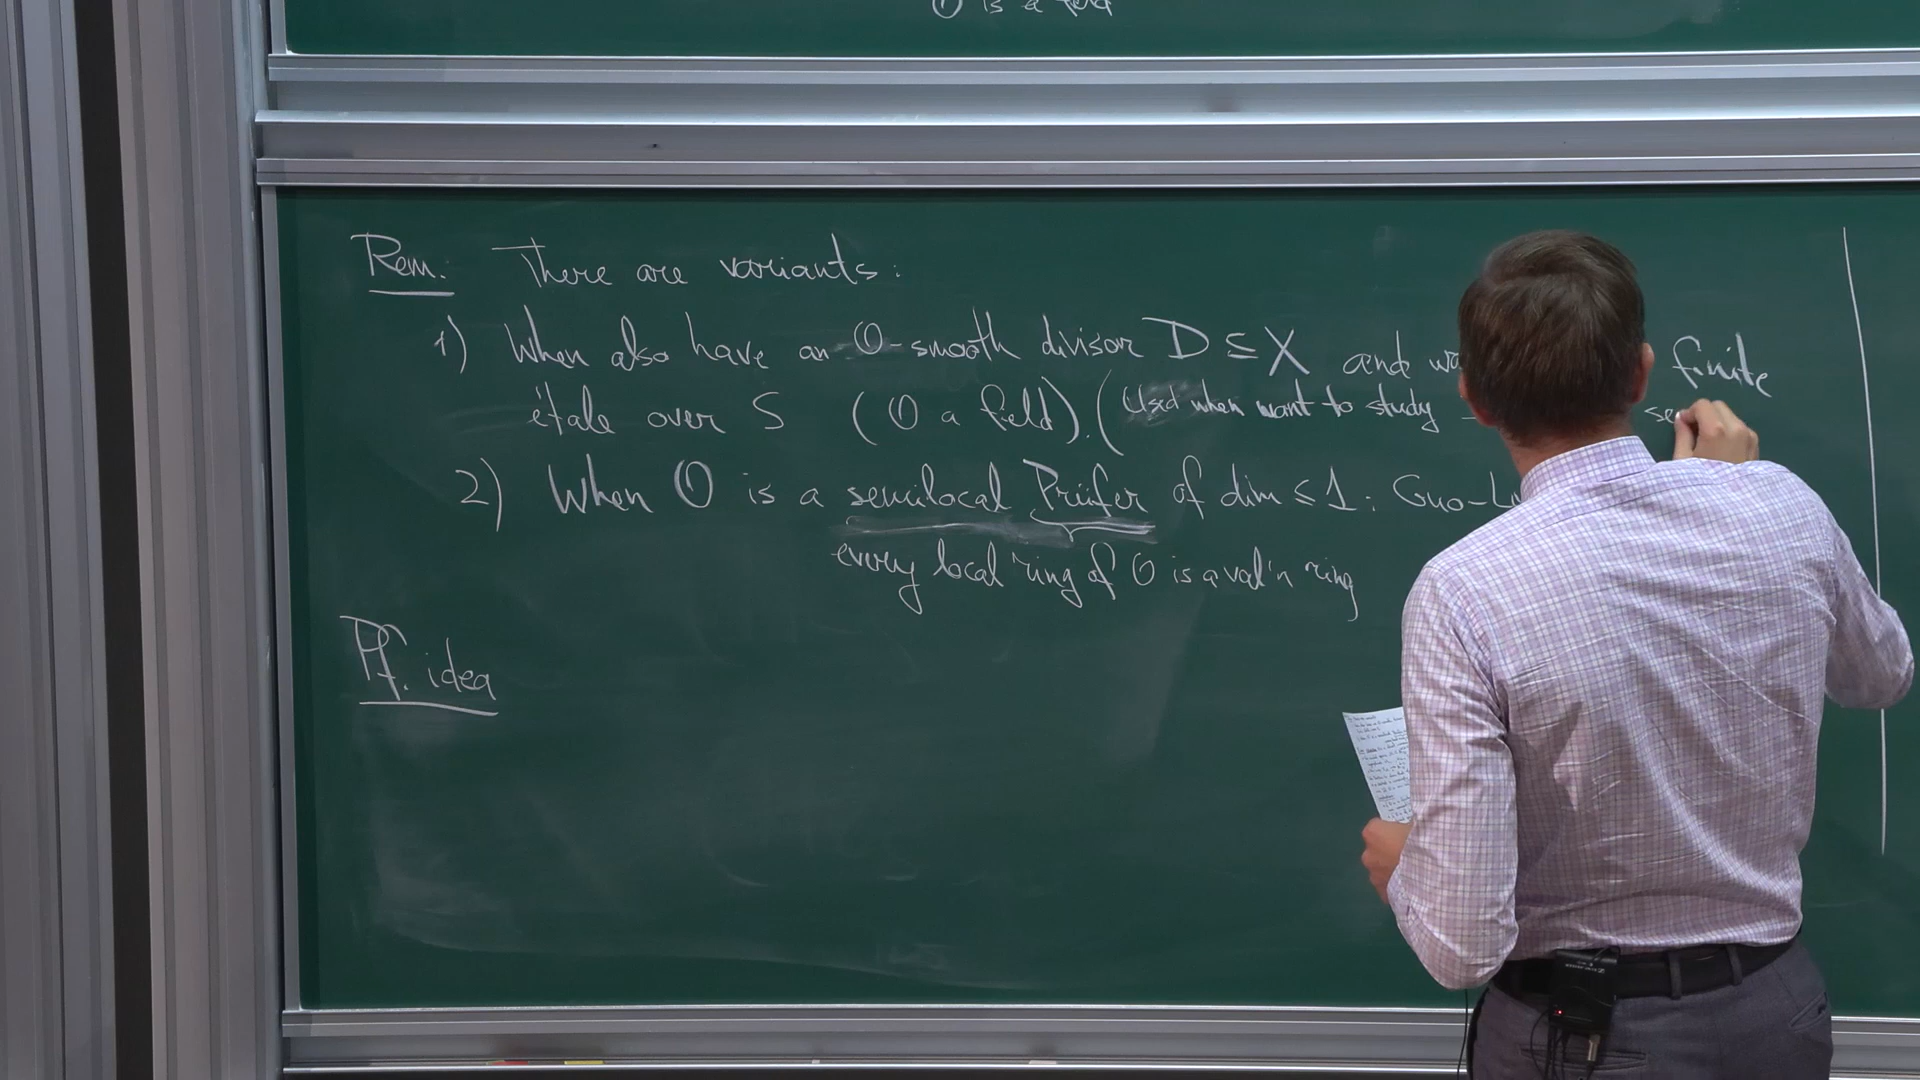 O is a field
Rem. There are variants:
1) When also have an O-smooth divisor D ⊆ X and finite
étale over S (O a field). (Used when want to study
2) When O is a semilocal Prüfer of dim ≤ 1: Guo-
every local ring of O is a val'n ring
Pf. idea